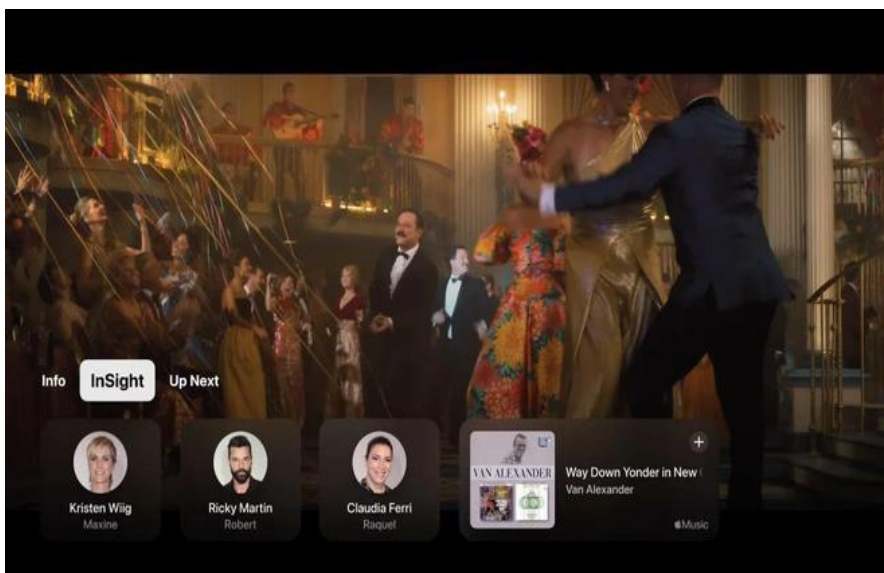 Info InSight Up Next
Kristen Wiig
Maxine
Ricky Martin
Robert
Claudia Ferri
Raquel
VAN ALEXANDER
Way Down Yonder in New
Van Alexander
Music